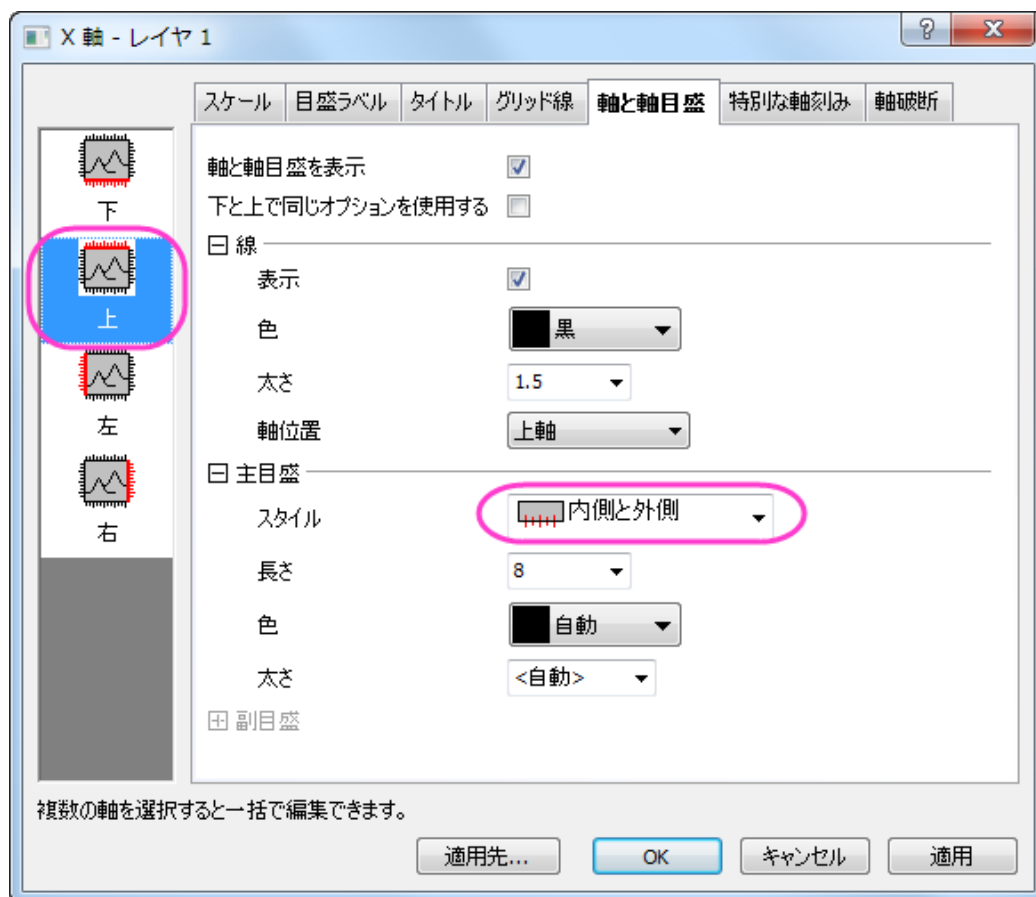 X 軸 - レイヤ 1
スケール 目盛ラベル タイトル グリッド線 軸と軸目盛 特別な軸刻み 軸破断
下
上
左
右
軸と軸目盛を表示
下と上で同じオプションを使用する
線
表示
色 黒
太さ 1.5
軸位置 上軸
主目盛
スタイル 内側と外側
長さ 8
色 自動
太さ <自動>
副目盛
複数の軸を選択すると一括で編集できます。
適用先... OK キャンセル 適用